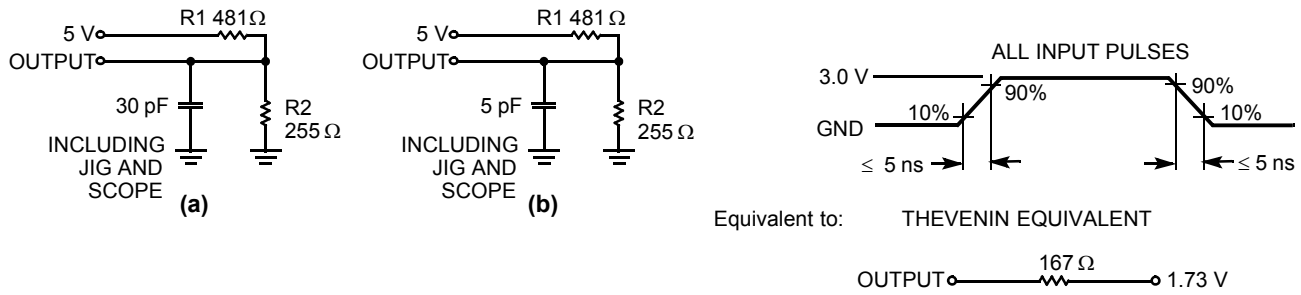 R1 481Ω
5 V
OUTPUT
30 pF
R2
255 Ω
INCLUDING
JIG AND
SCOPE
(a)
R1 481Ω
5 V
OUTPUT
5 pF
R2
255 Ω
INCLUDING
JIG AND
SCOPE
(b)
ALL INPUT PULSES
3.0 V
90%
90%
10%
10%
GND
≤ 5 ns
≤ 5 ns
Equivalent to: THEVENIN EQUIVALENT
167 Ω
OUTPUT 1.73 V